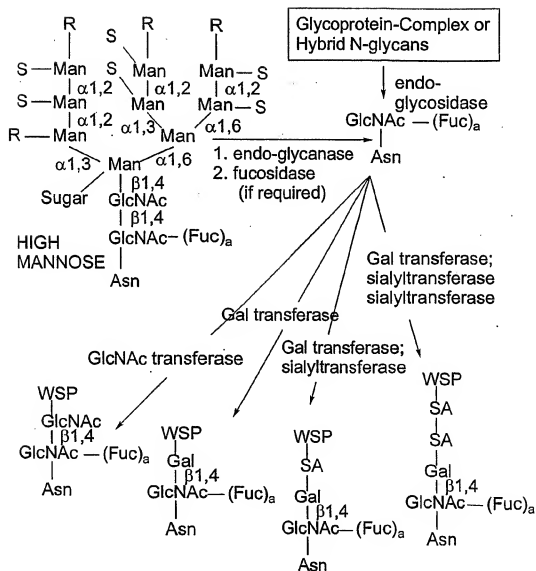 R
S
R
R
S—Man
S
Man
Man—S
α1,2
α1,2
α1,2
S—Man
Man
Man—S
α1,2
α1,3
α1,6
R—Man
Man
α1,3
Man
α1,6
β1,4
Sugar
GlcNAc
β1,4
GlcNAc—(Fuc)a
HIGH
MANNOSE
Asn
Glycoprotein-Complex or
Hybrid N-glycans
endo-
glycosidase
GlcNAc—(Fuc)a
Asn
1. endo-glycanase
2. fucosidase
(if required)
GlcNAc transferase
Gal transferase
Gal transferase;
sialyltransferase
Gal transferase;
sialyltransferase
sialyltransferase
WSP
GlcNAc
β1,4
GlcNAc—(Fuc)a
Asn
WSP
Gal
β1,4
GlcNAc—(Fuc)a
Asn
WSP
SA
Gal
β1,4
GlcNAc—(Fuc)a
Asn
WSP
SA
SA
Gal
β1,4
GlcNAc—(Fuc)a
Asn